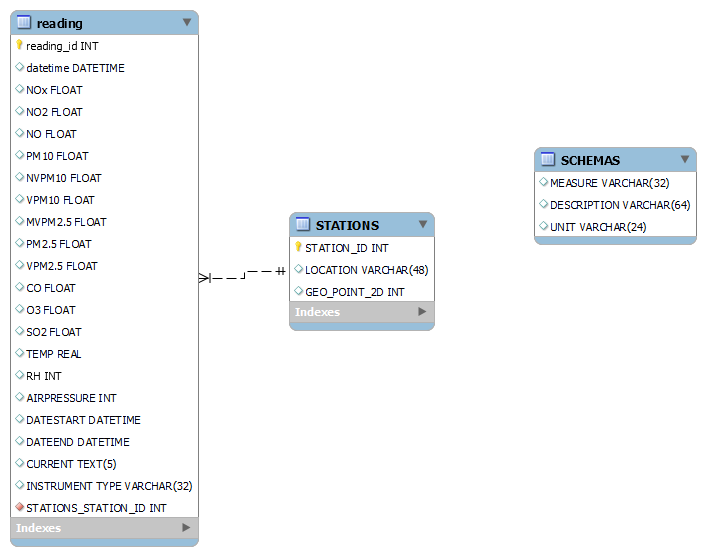 reading
reading_id INT
datetime DATETIME
NOx FLOAT
NO2 FLOAT
NO FLOAT
PM10 FLOAT
NVPM10 FLOAT
VPM10 FLOAT
MVPM2.5 FLOAT
PM2.5 FLOAT
VPM2.5 FLOAT
CO FLOAT
O3 FLOAT
SO2 FLOAT
TEMP REAL
RH INT
AIRPRESSURE INT
DATESTART DATETIME
DATEEND DATETIME
CURRENT TEXT(5)
INSTRUMENT TYPE VARCHAR(32)
STATIONS_STATION_ID INT
Indexes
STATIONS
STATION_ID INT
LOCATION VARCHAR(48)
GEO_POINT_2D INT
Indexes
SCHEMAS
MEASURE VARCHAR(32)
DESCRIPTION VARCHAR(64)
UNIT VARCHAR(24)